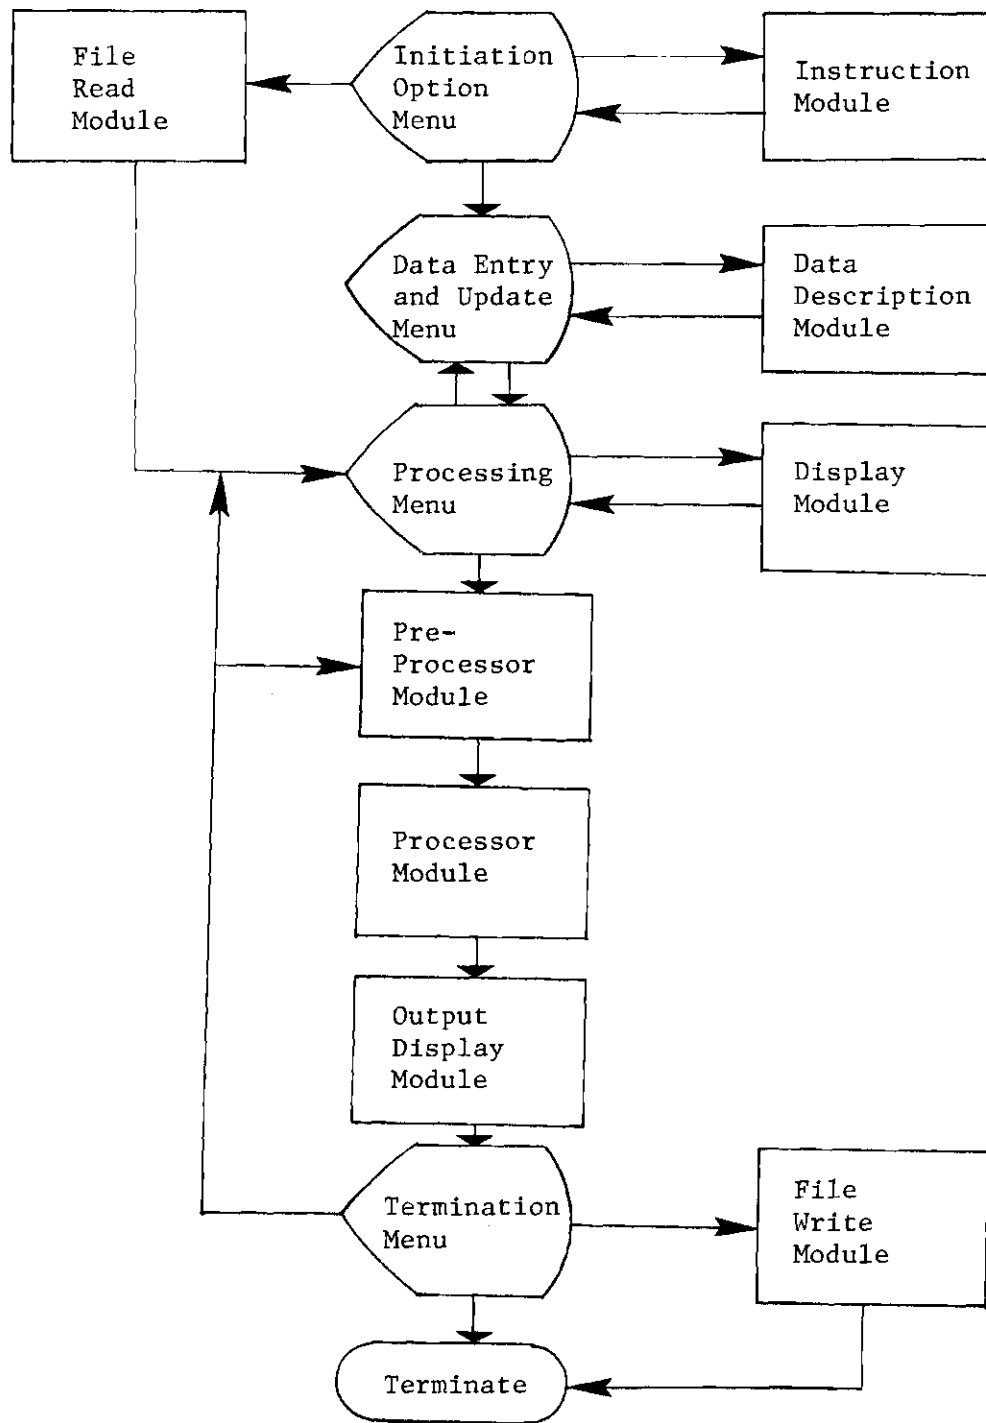 File
Read
Module
Initiation
Option
Menu
Instruction
Module
Data Entry
and Update
Menu
Data
Description
Module
Processing
Menu
Display
Module
Pre-
Processor
Module
Processor
Module
Output
Display
Module
Termination
Menu
File
Write
Module
Terminate